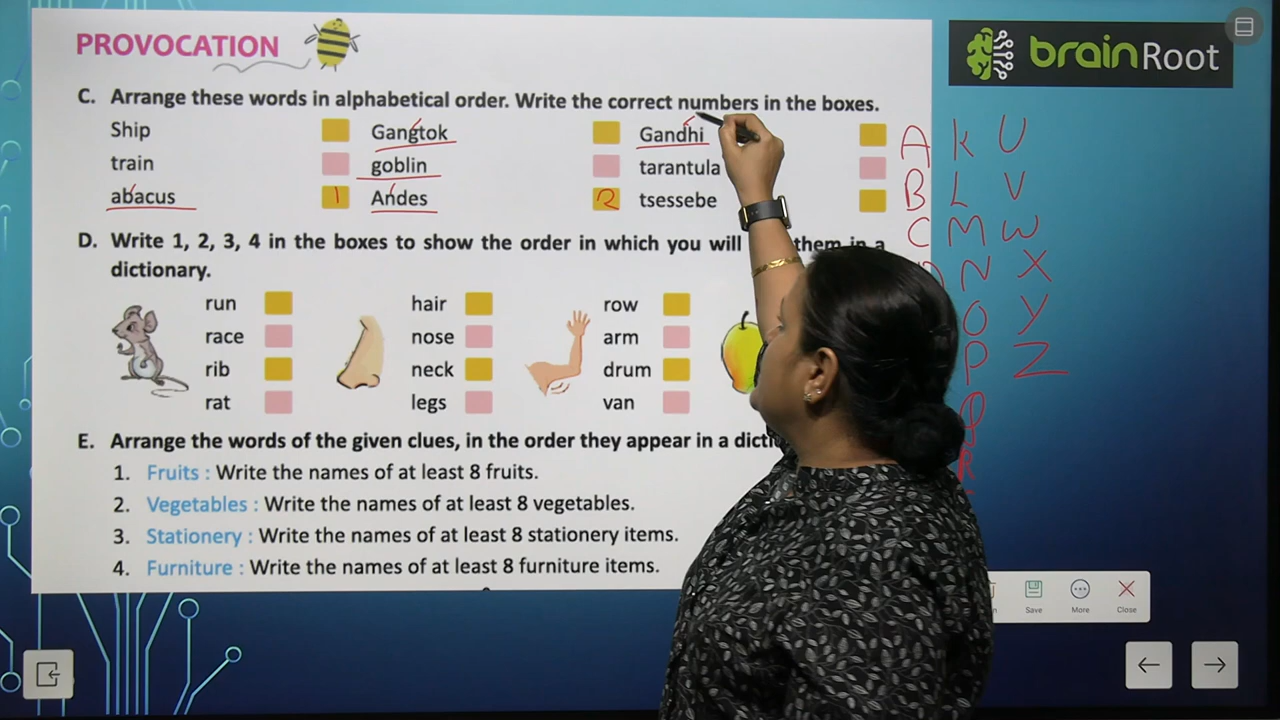 PROVOCATION
brainRoot
C. Arrange these words in alphabetical order. Write the correct numbers in the boxes.
Ship Gangtok Gandhi
train goblin tarantula
abacus 1 Andes 2 tsessebe
D. Write 1, 2, 3, 4 in the boxes to show the order in which you will them in a
dictionary.
run hair row
race nose arm
rib neck drum
rat legs van
E. Arrange the words of the given clues, in the order they appear in a
1. Fruits : Write the names of at least 8 fruits.
2. Vegetables : Write the names of at least 8 vegetables.
3. Stationery : Write the names of at least 8 stationery items.
4. Furniture : Write the names of at least 8 furniture items.
A K U
B L V
C M W
N X
O Y
P Z
Q
R
Save More Close